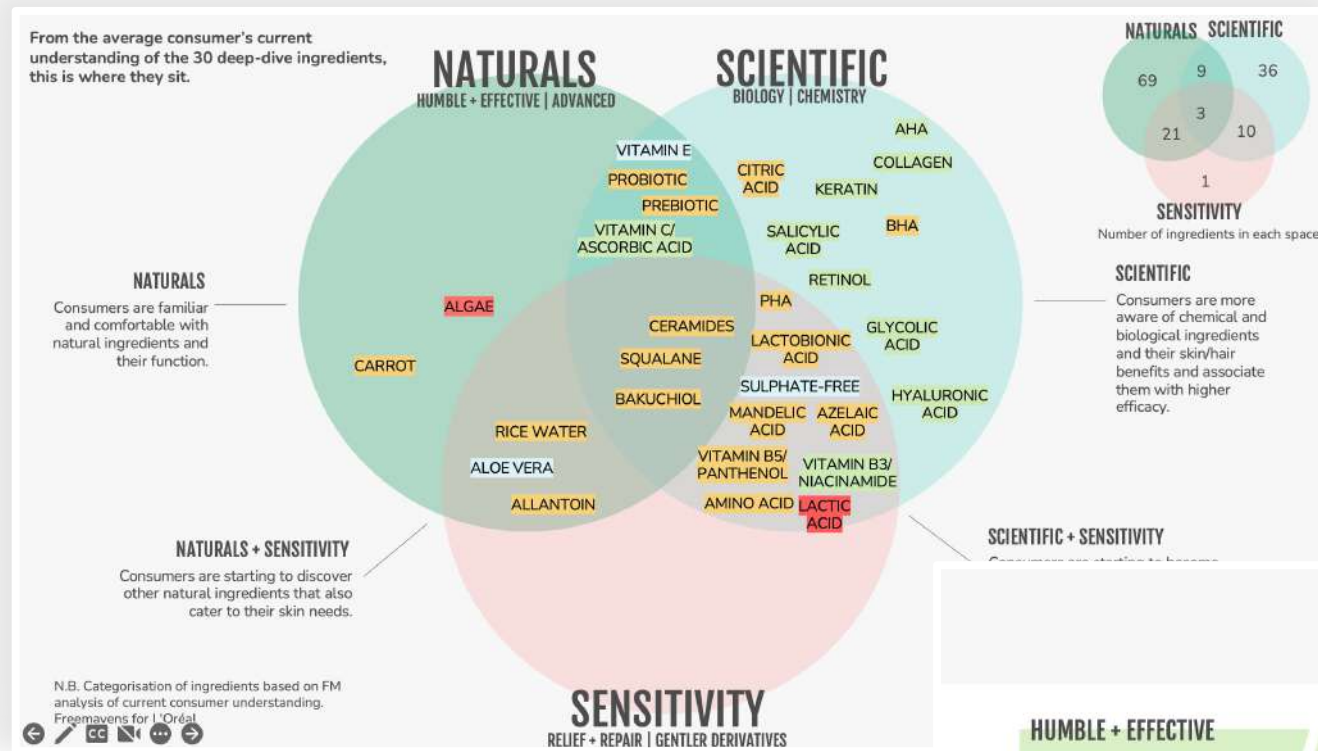 From the average consumer's current
understanding of the 30 deep-dive ingredients,
this is where they sit.
NATURALS
HUMBLE + EFFECTIVE | ADVANCED
SCIENTIFIC
BIOLOGY | CHEMISTRY
NATURALS SCIENTIFIC
69
9
36
3
21
10
1
SENSITIVITY
Number of ingredients in each space
VITAMIN E
PROBIOTIC
PREBIOTIC
VITAMIN C/
ASCORBIC ACID
AHA
COLLAGEN
CITRIC
ACID
KERATIN
BHA
SALICYLIC
ACID
RETINOL
PHA
GLYCOLIC
ACID
LACTOBIONIC
ACID
HYALURONIC
ACID
ALGAE
CARROT
CERAMIDES
SQUALANE
BAKUCHIOL
SULPHATE-FREE
MANDELIC
ACID
AZELAIC
ACID
VITAMIN B5/
PANTHENOL
VITAMIN B3/
NIACINAMIDE
AMINO ACID
LACTIC
ACID
RICE WATER
ALOE VERA
ALLANTOIN
NATURALS
Consumers are familiar
and comfortable with
natural ingredients and
their function.
SCIENTIFIC
Consumers are more
aware of chemical and
biological ingredients
and their skin/hair
benefits and associate
them with higher
efficacy.
NATURALS + SENSITIVITY
Consumers are starting to discover
other natural ingredients that also
cater to their skin needs.
SCIENTIFIC + SENSITIVITY
Consumers are starting to become
N.B. Categorisation of ingredients based on FM
analysis of current consumer understanding.
Freemavens for L'Oréal
CC
SENSITIVITY
RELIEF + REPAIR | GENTLER DERIVATIVES
HUMBLE + EFFECTIVE